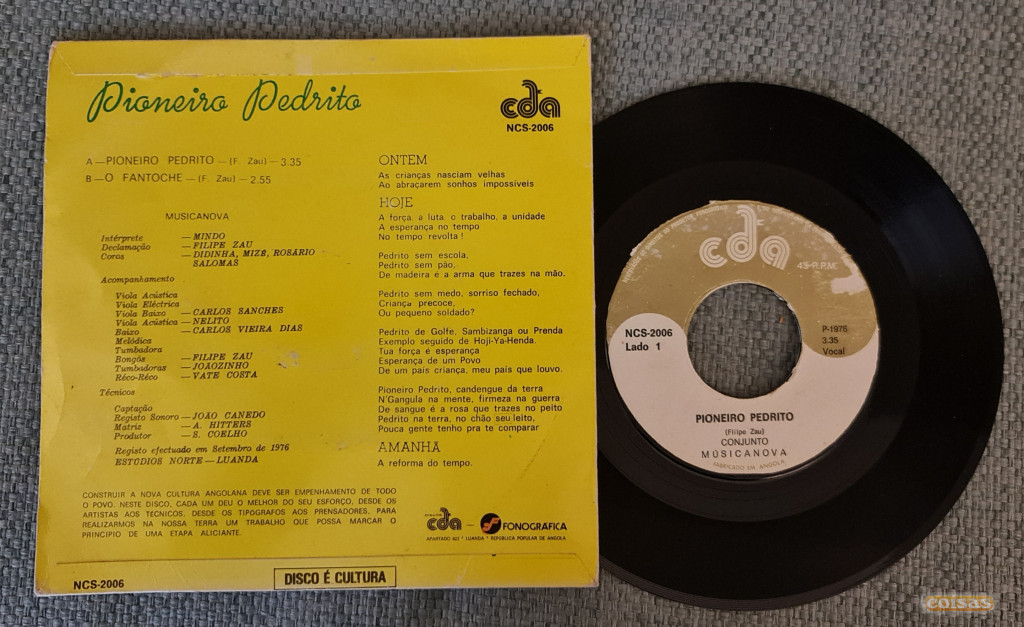 Pioneiro Pedrito
cda
NCS-2006
A—PIONEIRO PEDRITO—(F. Zau)—3.35
B—O FANTOCHE—(F. Zau)—2.55
MUSICANOVA
Intérprete —MINDO
Declamação —FILIPE ZAU
Coros —DIDINHA, MIZÉ, ROSÁRIO
SALOMAS
Acompanhamento
Viola Acústica
Viola Eléctrica
Viola Baixo —CARLOS SANCHES
Viola Acústica —NELITO
Baixo —CARLOS VIEIRA DIAS
Melódica
Tumbadora
Bongós —FILIPE ZAU
Tumbadoras —JOAOZINHO
Réco-Réco —VATE COSTA
Técnicos
Captação
Registo Sonoro —JOÃO CANEDO
Matriz —A. HITTERS
Produtor —S. COELHO
Registo efectuado em Setembro de 1976
ESTÚDIOS NORTE—LUANDA
ONTEM
As crianças nasciam velhas
Ao abraçarem sonhos impossíveis
HOJE
A força, a luta, o trabalho, a unidade
A esperança no tempo
No tempo revolta!
Pedrito sem escola,
Pedrito sem pão,
De madeira é a arma que trazes na mão.
Pedrito sem medo, sorriso fechado,
Criança precoce,
Ou pequeno soldado?
Pedrito de Golfe, Sambizanga ou Prenda
Exemplo seguido de Hoji-Ya-Henda.
Tua força e esperança
Esperança de um Povo
De um país criança, meu país que louvo.
Pioneiro Pedrito, candengue da terra
N'Gangula na mente, firmeza na guerra
De sangue é a rosa que trazes no peito
Pedrito na terra, no chão seu leito,
Pouca gente tenho pra te comparar
AMANHÃ
A reforma do tempo.
CONSTRUIR A NOVA CULTURA ANGOLANA DEVE SER EMPENHAMENTO DE TODO
O POVO. NESTE DISCO, CADA UM DEU O MELHOR DO SEU ESFORÇO, DESDE OS
ARTISTAS AOS TÉCNICOS, DESDE OS TIPÓGRAFOS AOS PRENSADORES, PARA
REALIZARMOS NA NOSSA TERRA UM TRABALHO QUE POSSA MARCAR O
PRINCÍPIO DE UMA ETAPA ALICIANTE.
cda — FONOGRÁFICA
APARTADO 622 * LUANDA * REPÚBLICA POPULAR DE ANGOLA
NCS-2006
DISCO É CULTURA
cda
45 R.P.M.
NCS-2006
Lado 1
P-1976
3.35
Vocal
PIONEIRO PEDRITO
(Filipe Zau)
CONJUNTO
MÚSICANOVA
FABRICADO EM ANGOLA
coisas